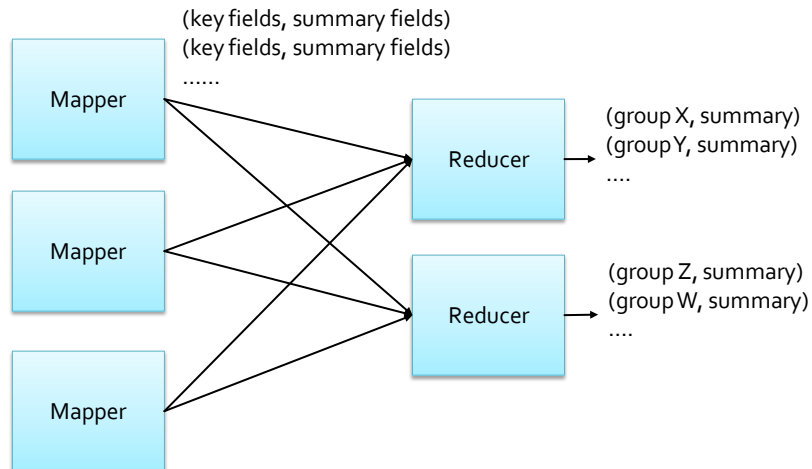 (key fields, summary fields)
(key fields, summary fields)
......
Mapper
Reducer
(group X, summary)
(group Y, summary)
....
Mapper
Reducer
(group Z, summary)
(group W, summary)
....
Mapper